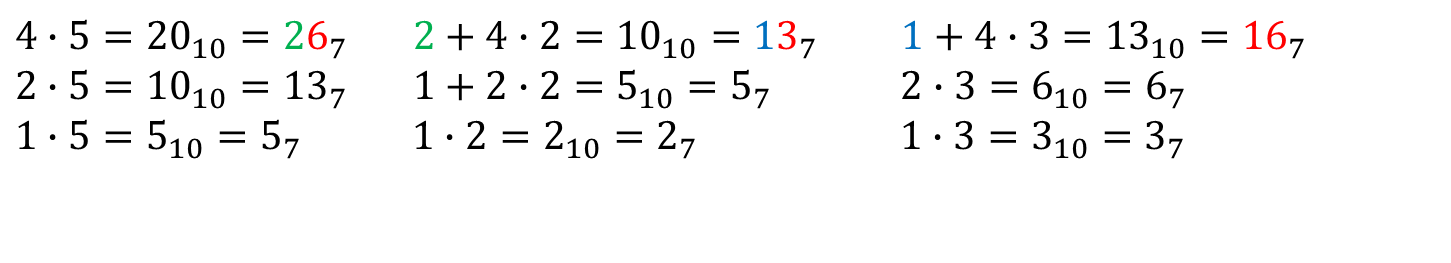 4 · 5 = 20₁₀ = 26₇ 2 + 4 · 2 = 10₁₀ = 13₇ 1 + 4 · 3 = 13₁₀ = 16₇
2 · 5 = 10₁₀ = 13₇ 1 + 2 · 2 = 5₁₀ = 5₇ 2 · 3 = 6₁₀ = 6₇
1 · 5 = 5₁₀ = 5₇ 1 · 2 = 2₁₀ = 2₇ 1 · 3 = 3₁₀ = 3₇